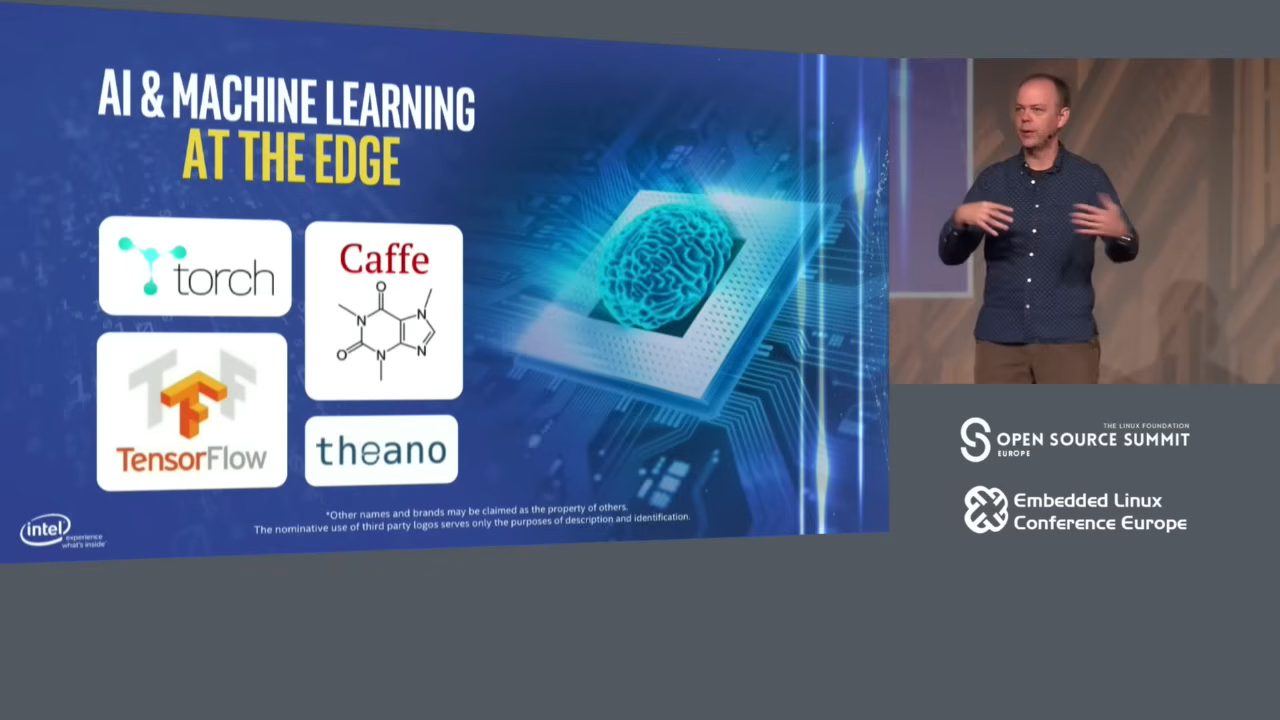 AI & MACHINE LEARNING
AT THE EDGE
torch
Caffe
O
N
N
O
N
N
TensorFlow
theano
*Other names and brands may be claimed as the property of others.
The nominative use of third party logos serves only the purposes of description and identification.
intel
experience
what's inside™
THE LINUX FOUNDATION
OPEN SOURCE SUMMIT
EUROPE
Embedded Linux
Conference Europe